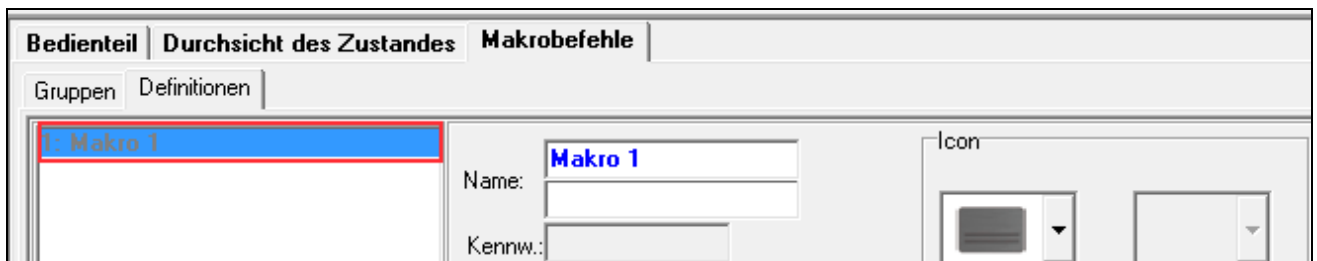 Bedienteil Durchsicht des Zustandes Makrobefehle
Gruppen Definitionen
1: Makro 1
Name:
Makro 1
Kennw.:
Icon